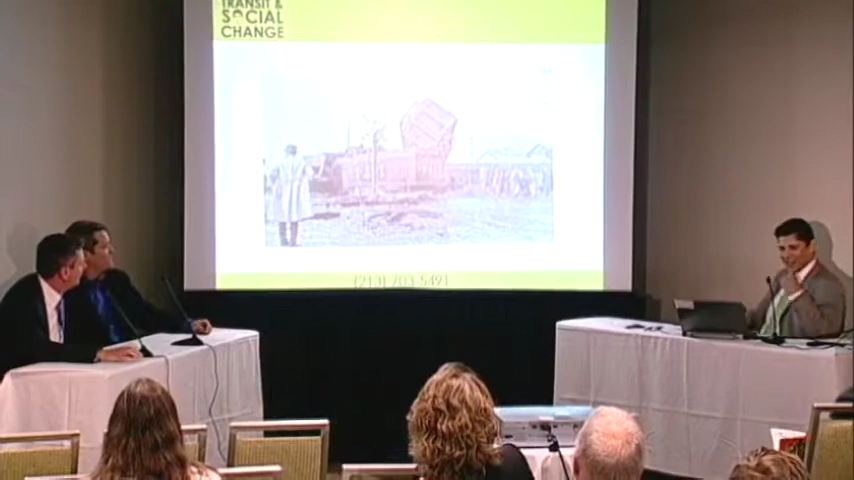 TRANSIT &
SOCIAL
CHANGE
(213) 703-5491